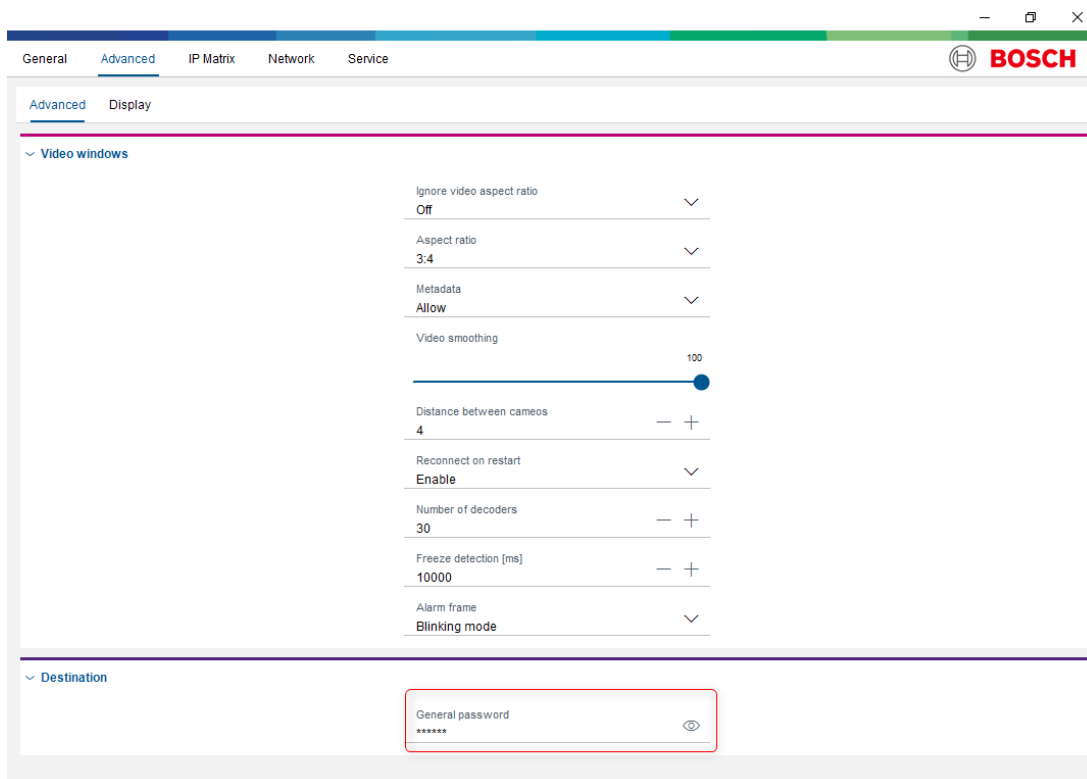 General Advanced IP Matrix Network Service BOSCH
Advanced Display
Video windows
Ignore video aspect ratio
Off
Aspect ratio
3:4
Metadata
Allow
Video smoothing
100
Distance between cameos
4
Reconnect on restart
Enable
Number of decoders
30
Freeze detection [ms]
10000
Alarm frame
Blinking mode
Destination
General password
******